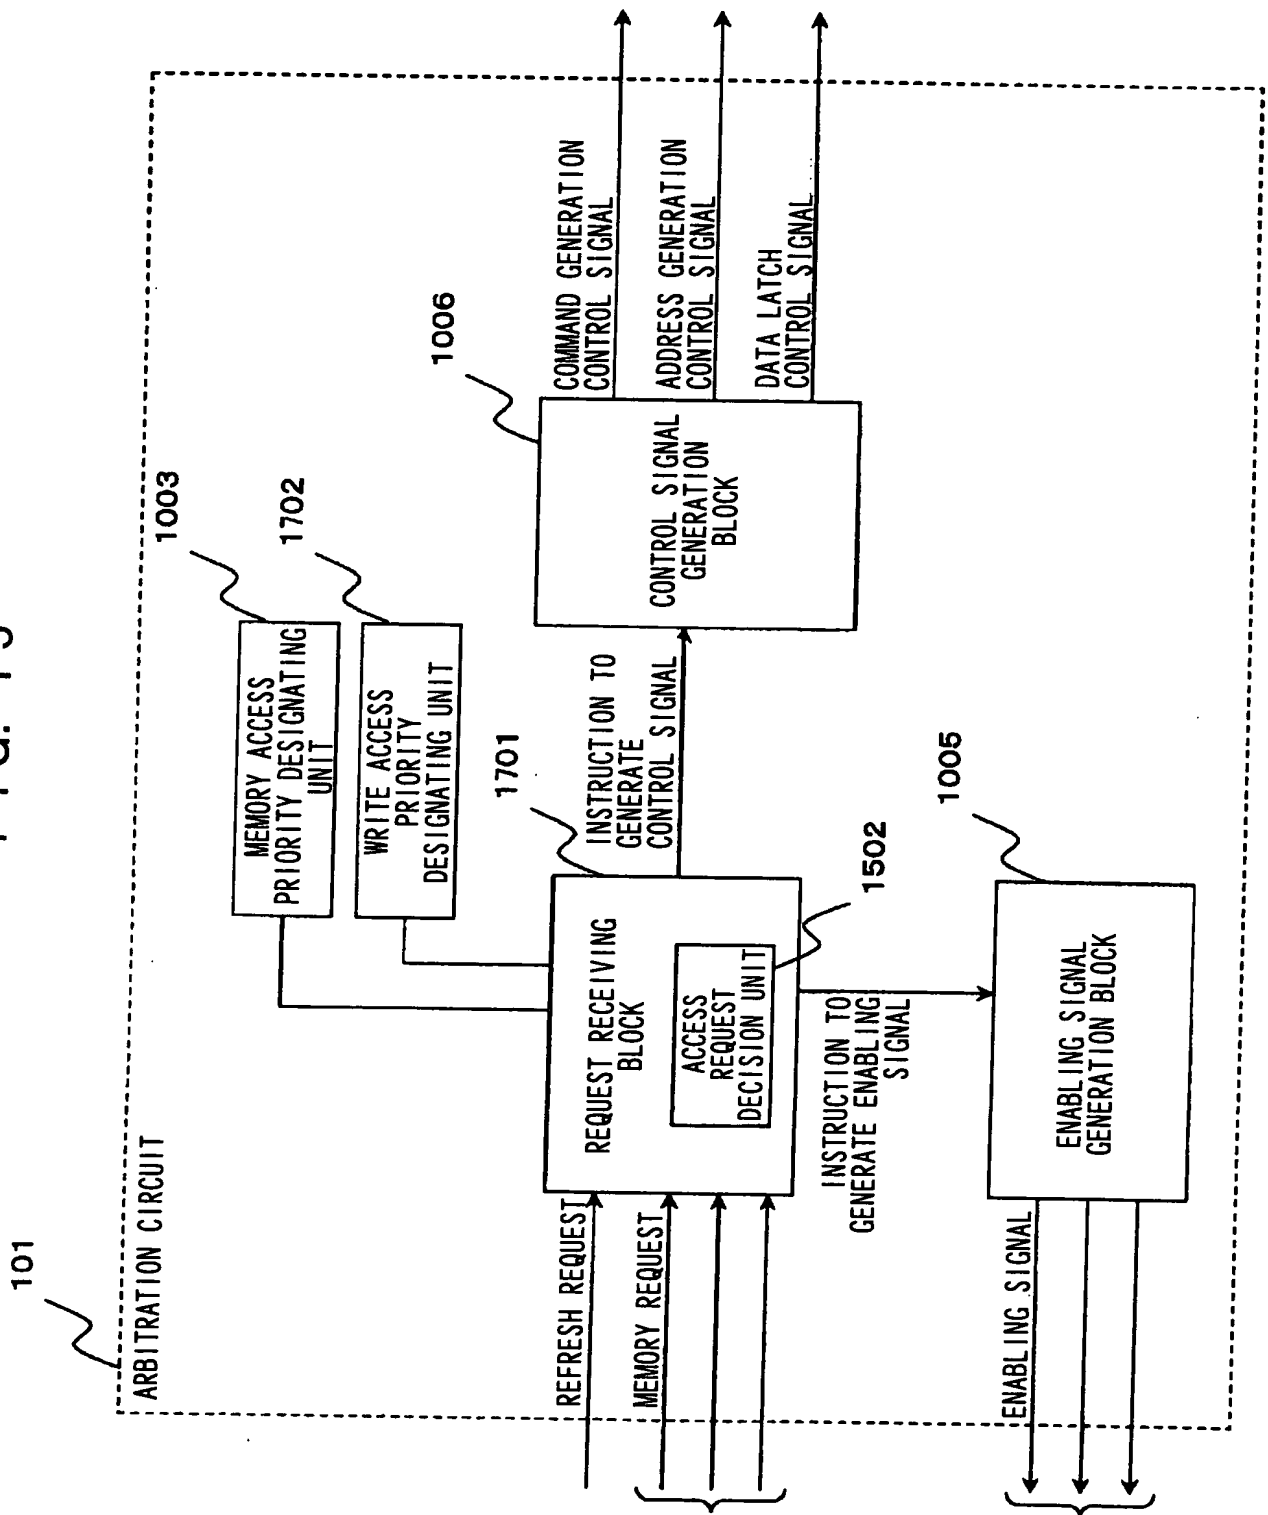 101
ARBITRATION CIRCUIT
1003
MEMORY ACCESS
PRIORITY DESIGNATING
UNIT
1702
WRITE ACCESS
PRIORITY
DESIGNATING UNIT
REFRESH REQUEST
MEMORY REQUEST
1701
REQUEST RECEIVING
BLOCK
ACCESS
REQUEST
DECISION UNIT
1502
INSTRUCTION TO
GENERATE
CONTROL SIGNAL
1006
CONTROL SIGNAL
GENERATION
BLOCK
COMMAND GENERATION
CONTROL SIGNAL
ADDRESS GENERATION
CONTROL SIGNAL
DATA LATCH
CONTROL SIGNAL
INSTRUCTION TO
GENERATE ENABLING
SIGNAL
1005
ENABLING SIGNAL
GENERATION BLOCK
ENABLING SIGNAL